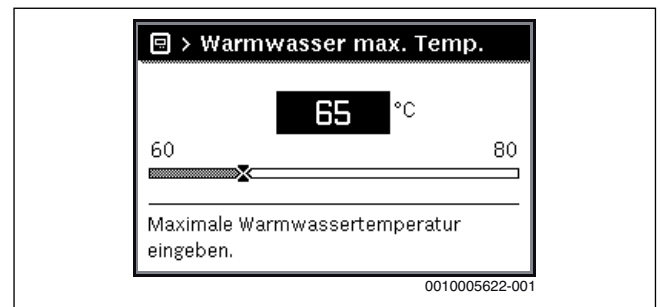 > Warmwasser max. Temp.
65 °C
60 80
Maximale Warmwassertemperatur
eingeben.
0010005622-001